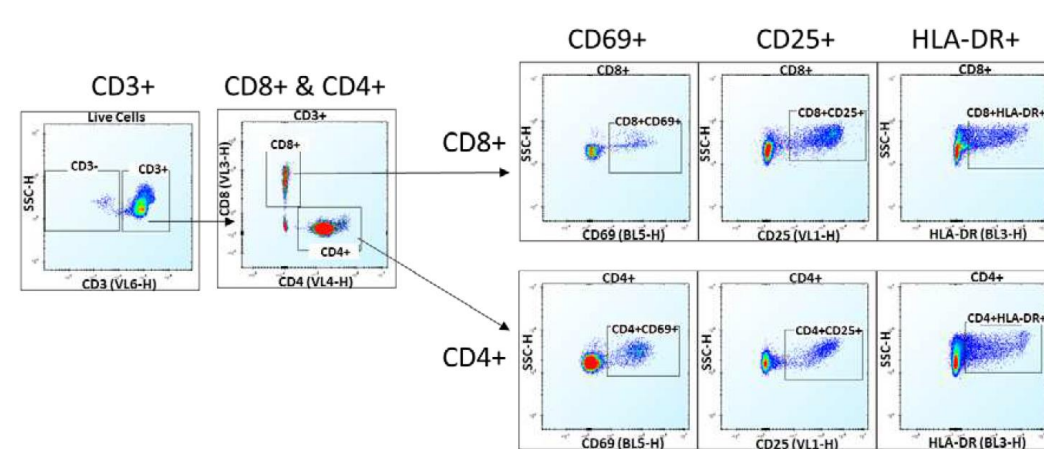 CD3+
Live Cells
CD3-
CD3+
SSC-H
CD3 (VL6-H)
CD8+ & CD4+
CD3+
CD8+
CD8 (VL3-H)
CD4+
CD4 (VL4-H)
CD69+
CD25+
HLA-DR+
CD8+
CD8+
CD8+CD69+
SSC-H
CD69 (BL5-H)
CD8+
CD8+CD25+
SSC-H
CD25 (VL1-H)
CD8+
CD8+HLA-DR+
SSC-H
HLA-DR (BL3-H)
CD4+
CD4+
CD4+CD69+
SSC-H
CD69 (BL5-H)
CD4+
CD4+CD25+
SSC-H
CD25 (VL1-H)
CD4+
CD4+HLA-DR+
SSC-H
HLA-DR (BL3-H)